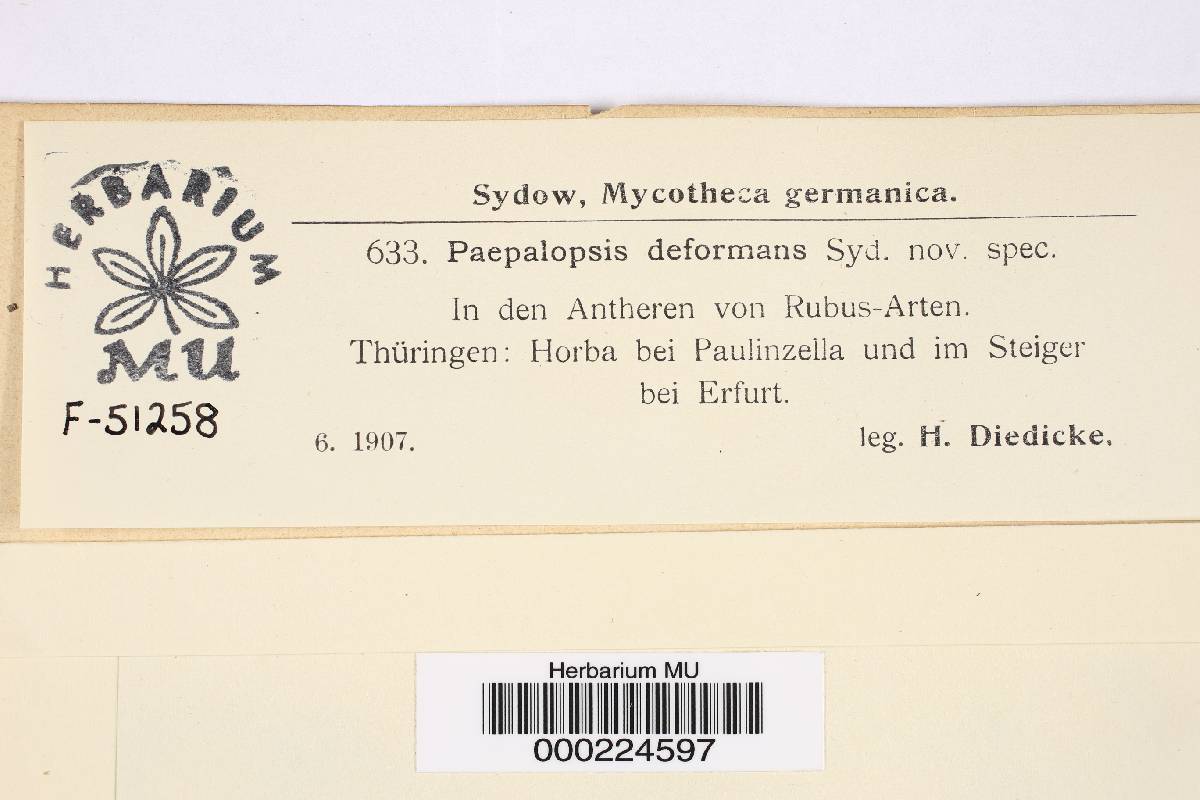 HERBARIUM
MU
F-51258
Sydow, Mycotheca germanica.
633. Paepalopsis deformans Syd. nov. spec.
In den Antheren von Rubus-Arten.
Thüringen: Horba bei Paulinzella und im Steiger
bei Erfurt.
6. 1907.
leg. H. Diedicke.
Herbarium MU
000224597